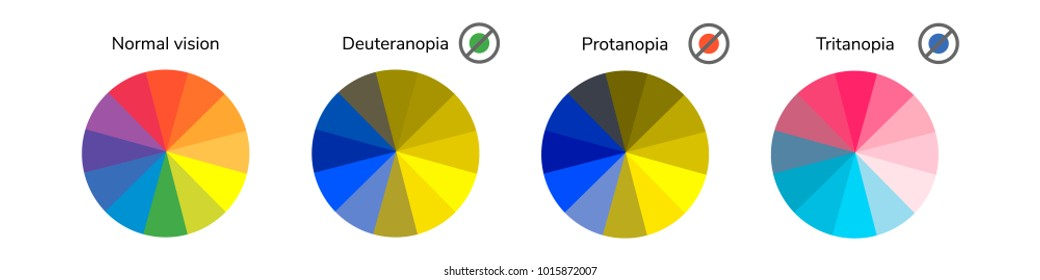 Normal vision
Deuteranopia
Protanopia
Tritanopia
shutterstock.com · 1015872007